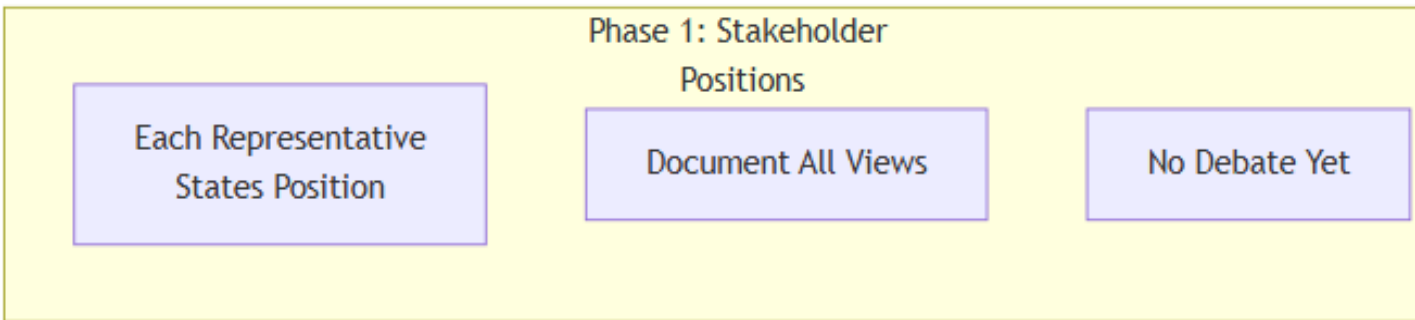 Phase 1: Stakeholder
Positions
Each Representative
States Position
Document All Views
No Debate Yet